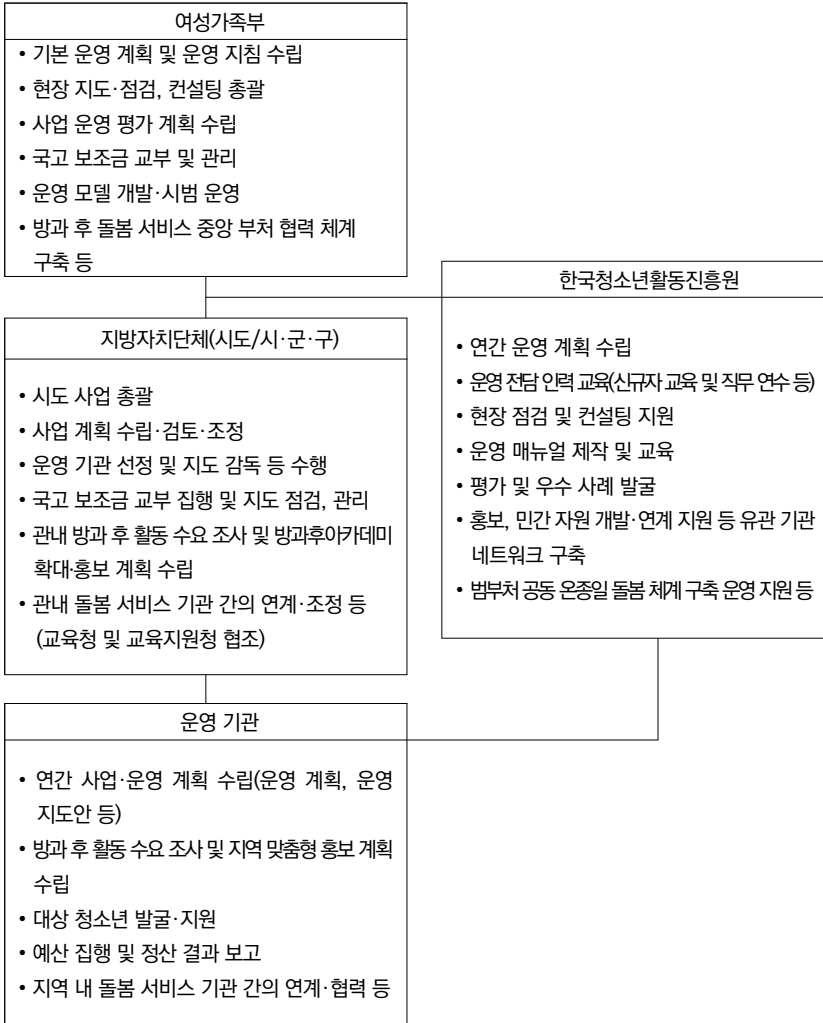 여성가족부
• 기본 운영 계획 및 운영 지침 수립
• 현장 지도·점검, 컨설팅 총괄
• 사업 운영 평가 계획 수립
• 국고 보조금 교부 및 관리
• 운영 모델 개발·시범 운영
• 방과 후 돌봄 서비스 중앙 부처 협력 체계
구축 등
지방자치단체(시도/시·군·구)
• 시도 사업 총괄
• 사업 계획 수립·검토·조정
• 운영 기관 선정 및 지도 감독 등 수행
• 국고 보조금 교부 집행 및 지도 점검, 관리
• 관내 방과 후 활동 수요 조사 및 방과후아카데미
확대·홍보 계획 수립
• 관내 돌봄 서비스 기관 간의 연계·조정 등
(교육청 및 교육지원청 협조)
한국청소년활동진흥원
• 연간 운영 계획 수립
• 운영 전담 인력 교육(신규자 교육 및 직무 연수 등)
• 현장 점검 및 컨설팅 지원
• 운영 매뉴얼 제작 및 교육
• 평가 및 우수 사례 발굴
• 홍보, 민간 자원 개발·연계 지원 등 유관 기관
네트워크 구축
• 범부처 공동 온종일 돌봄 체계 구축 운영 지원 등
운영 기관
• 연간 사업·운영 계획 수립(운영 계획, 운영
지도안 등)
• 방과 후 활동 수요 조사 및 지역 맞춤형 홍보 계획
수립
• 대상 청소년 발굴·지원
• 예산 집행 및 정산 결과 보고
• 지역 내 돌봄 서비스 기관 간의 연계·협력 등